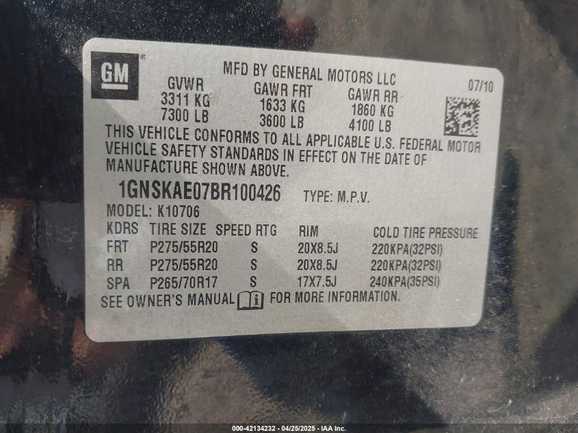 GM
MFD BY GENERAL MOTORS LLC
07/10
GVWR GAWR FRT GAWR RR
3311 KG 1633 KG 1860 KG
7300 LB 3600 LB 4100 LB
THIS VEHICLE CONFORMS TO ALL APPLICABLE U.S. FEDERAL MOTOR
VEHICLE SAFETY STANDARDS IN EFFECT ON THE DATE OF
MANUFACTURE SHOWN ABOVE.
1GNSKAE07BR100426 TYPE: M.P.V.
MODEL: K10706
KDRS TIRE SIZE SPEED RTG RIM COLD TIRE PRESSURE
FRT P275/55R20 S 20X8.5J 220KPA(32PSI)
RR P275/55R20 S 20X8.5J 220KPA(32PSI)
SPA P265/70R17 S 17X7.5J 240KPA(35PSI)
SEE OWNER'S MANUAL FOR MORE INFORMATION.
000-42134232 - 04/25/2025 - IAA